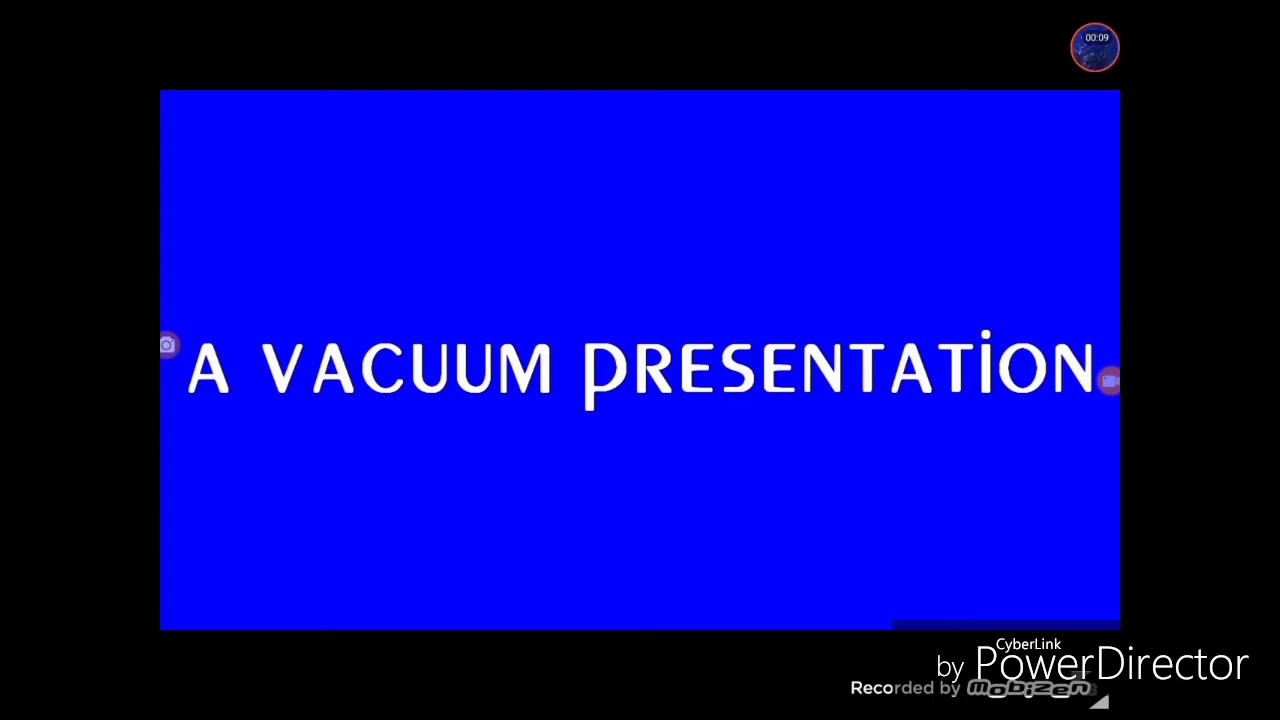 00:09
A VACUUM PRESENTATION
CyberLink
by PowerDirector
Recorded by MOBIZEN